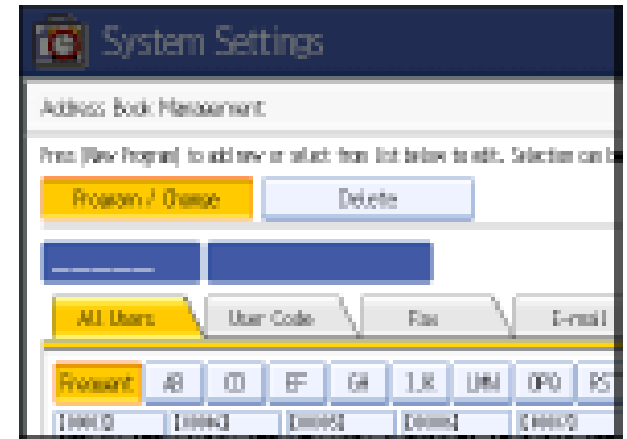 System Settings
Address Book Management
Press [New Program] to add new or select from list below to edit. Selection can be
Program / Change Delete
All Users User Code Fax E-mail
Frequent AB CD EF GH IJK LMN OPQ RST